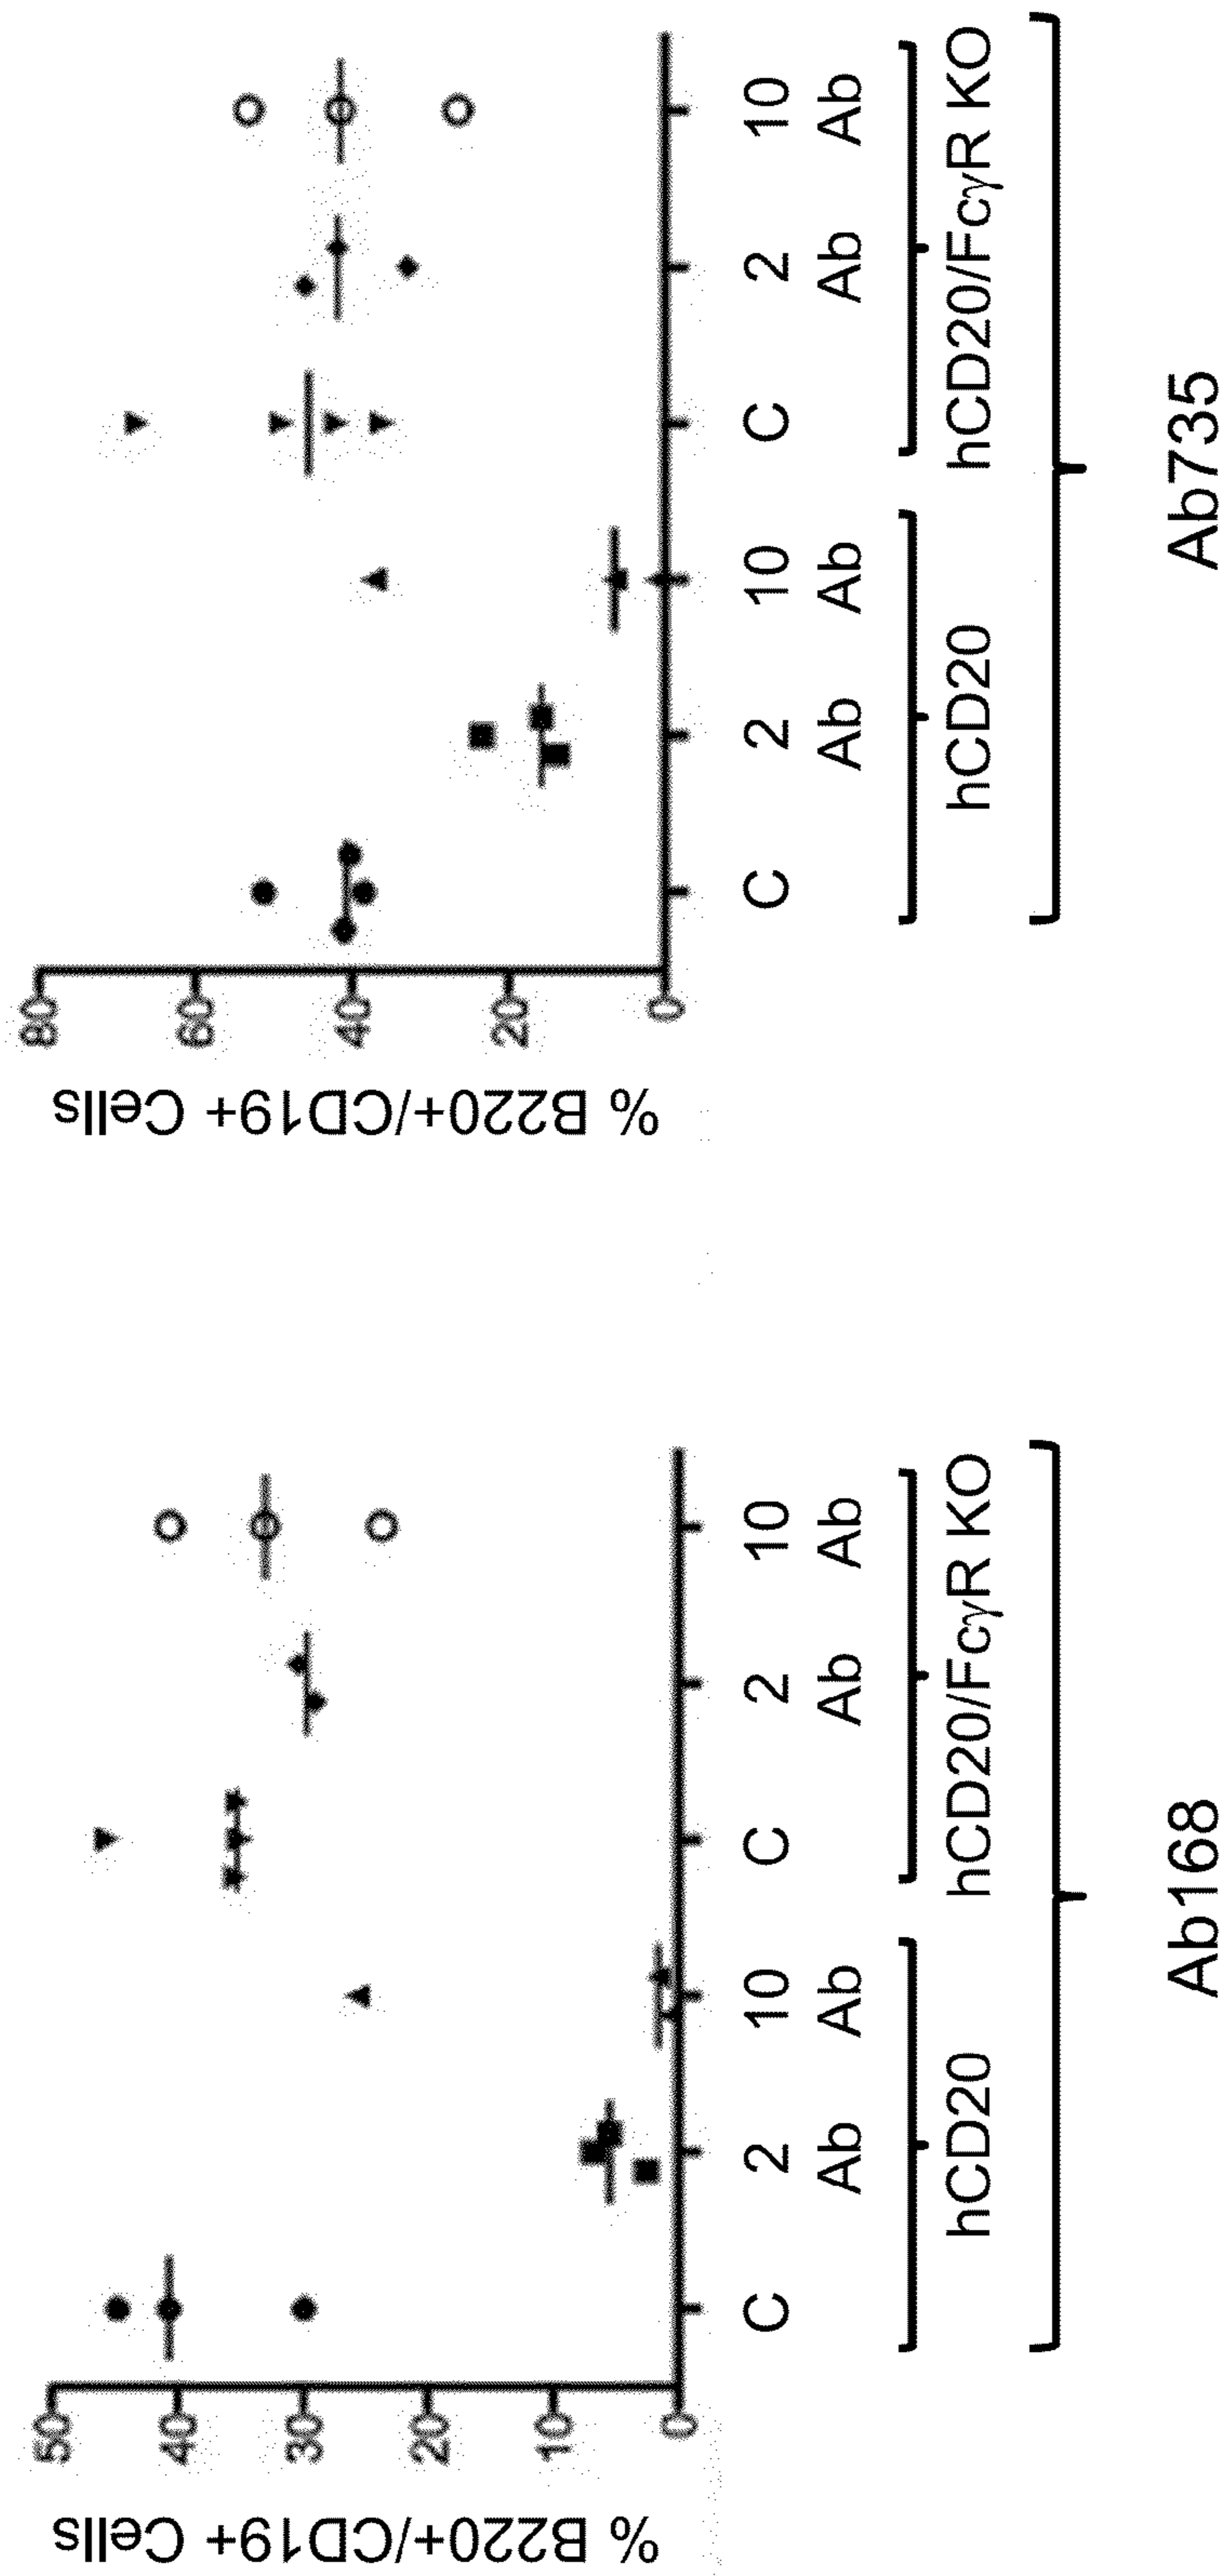 % B220+/CD19+ Cells
50
40
30
20
10
0
C 2 10 C 2 10
Ab Ab Ab Ab
hCD20 hCD20/FcγR KO
Ab168
% B220+/CD19+ Cells
80
60
40
20
0
C 2 10 C 2 10
Ab Ab Ab Ab
hCD20 hCD20/FcγR KO
Ab735